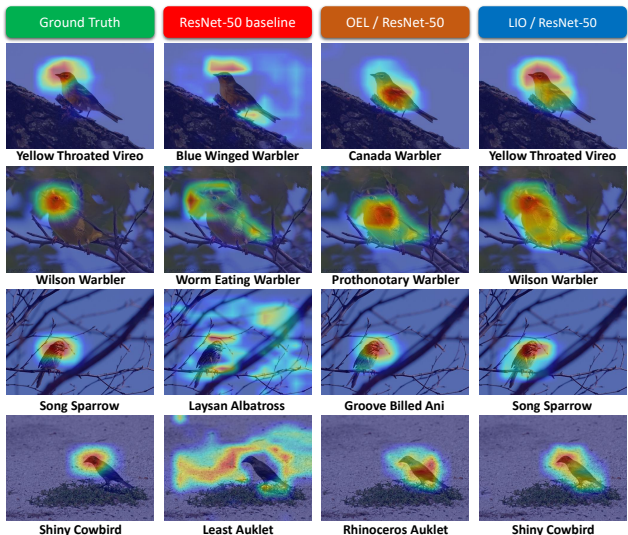 Ground Truth ResNet-50 baseline OEL / ResNet-50 LIO / ResNet-50
Yellow Throated Vireo Blue Winged Warbler Canada Warbler Yellow Throated Vireo
Wilson Warbler Worm Eating Warbler Prothonotary Warbler Wilson Warbler
Song Sparrow Laysan Albatross Groove Billed Ani Song Sparrow
Shiny Cowbird Least Auklet Rhinoceros Auklet Shiny Cowbird